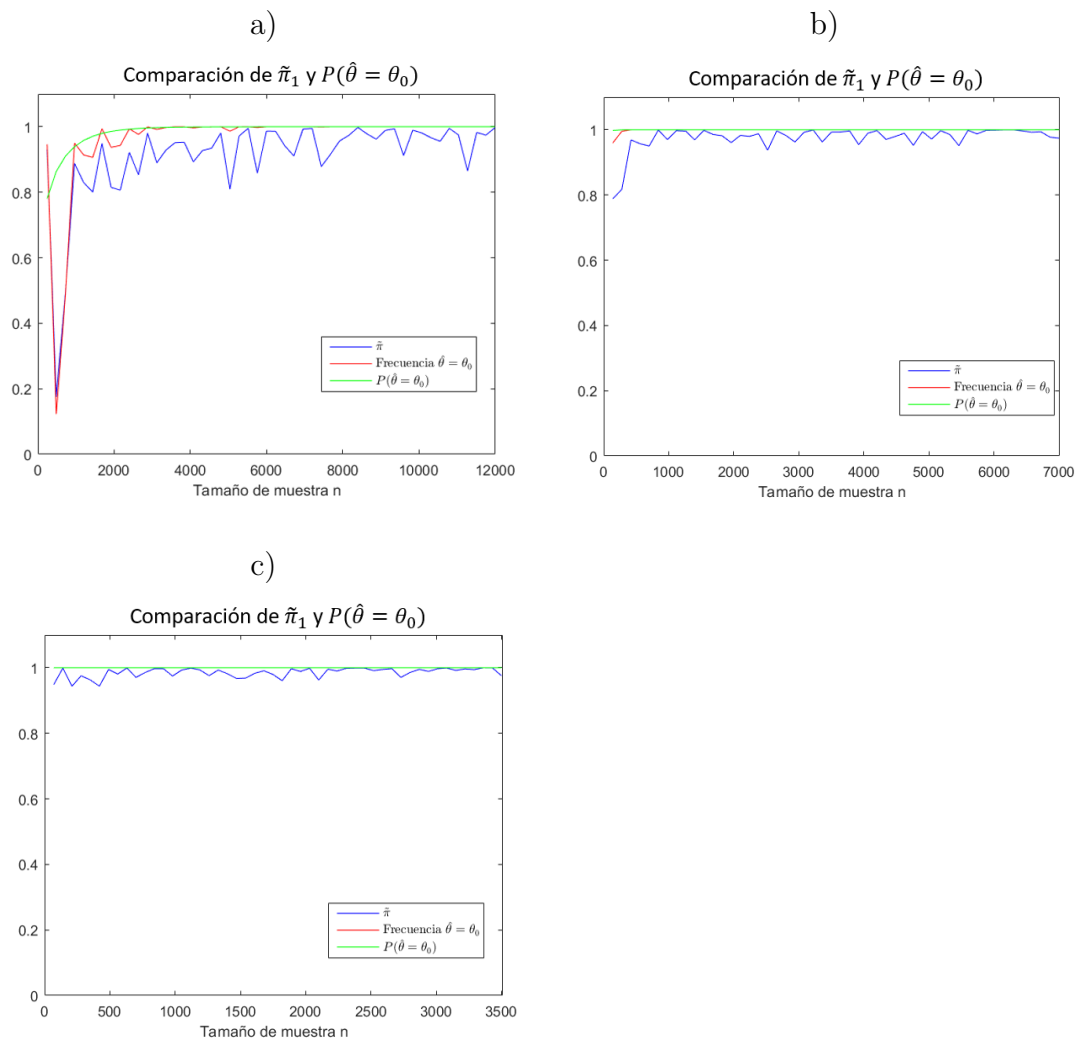 a)
Comparación de π̃₁ y P(θ̂ = θ₀)
1
0.8
0.6
0.4
0.2
0
0 2000 4000 6000 8000 10000 12000
Tamaño de muestra n
π̃
Frecuencia θ̂ = θ₀
P(θ̂ = θ₀)
b)
Comparación de π̃₁ y P(θ̂ = θ₀)
1
0.8
0.6
0.4
0.2
0
0 1000 2000 3000 4000 5000 6000 7000
Tamaño de muestra n
π̃
Frecuencia θ̂ = θ₀
P(θ̂ = θ₀)
c)
Comparación de π̃₁ y P(θ̂ = θ₀)
1
0.8
0.6
0.4
0.2
0
0 500 1000 1500 2000 2500 3000 3500
Tamaño de muestra n
π̃
Frecuencia θ̂ = θ₀
P(θ̂ = θ₀)